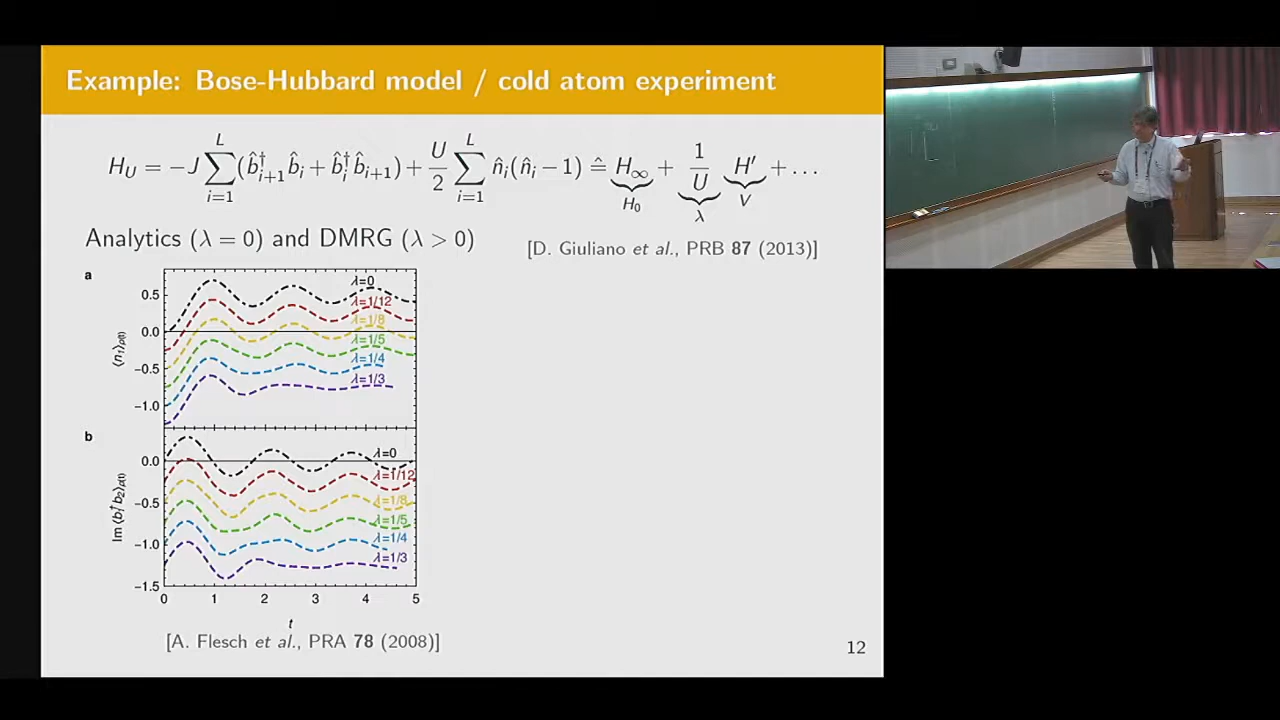 Example: Bose-Hubbard model / cold atom experiment
H_U = −J ∑_{i=1}^{L} (b̂†_{i+1} b̂_i + b̂†_i b̂_{i+1}) + U/2 ∑_{i=1}^{L} n̂_i(n̂_i − 1) ≙ H_∞ + 1/U H′ + …
H_0 λ V
Analytics (λ = 0) and DMRG (λ > 0)
[D. Giuliano et al., PRB 87 (2013)]
a
⟨n_1⟩_{ρ(t)}
0.5
0.0
−0.5
−1.0
λ=0
λ=1/12
λ=1/8
λ=1/5
λ=1/4
λ=1/3
b
Im ⟨b_1† b_2⟩_{ρ(t)}
0.0
−0.5
−1.0
−1.5
λ=0
λ=1/12
λ=1/8
λ=1/5
λ=1/4
λ=1/3
0 1 2 3 4 5
t
[A. Flesch et al., PRA 78 (2008)]
12